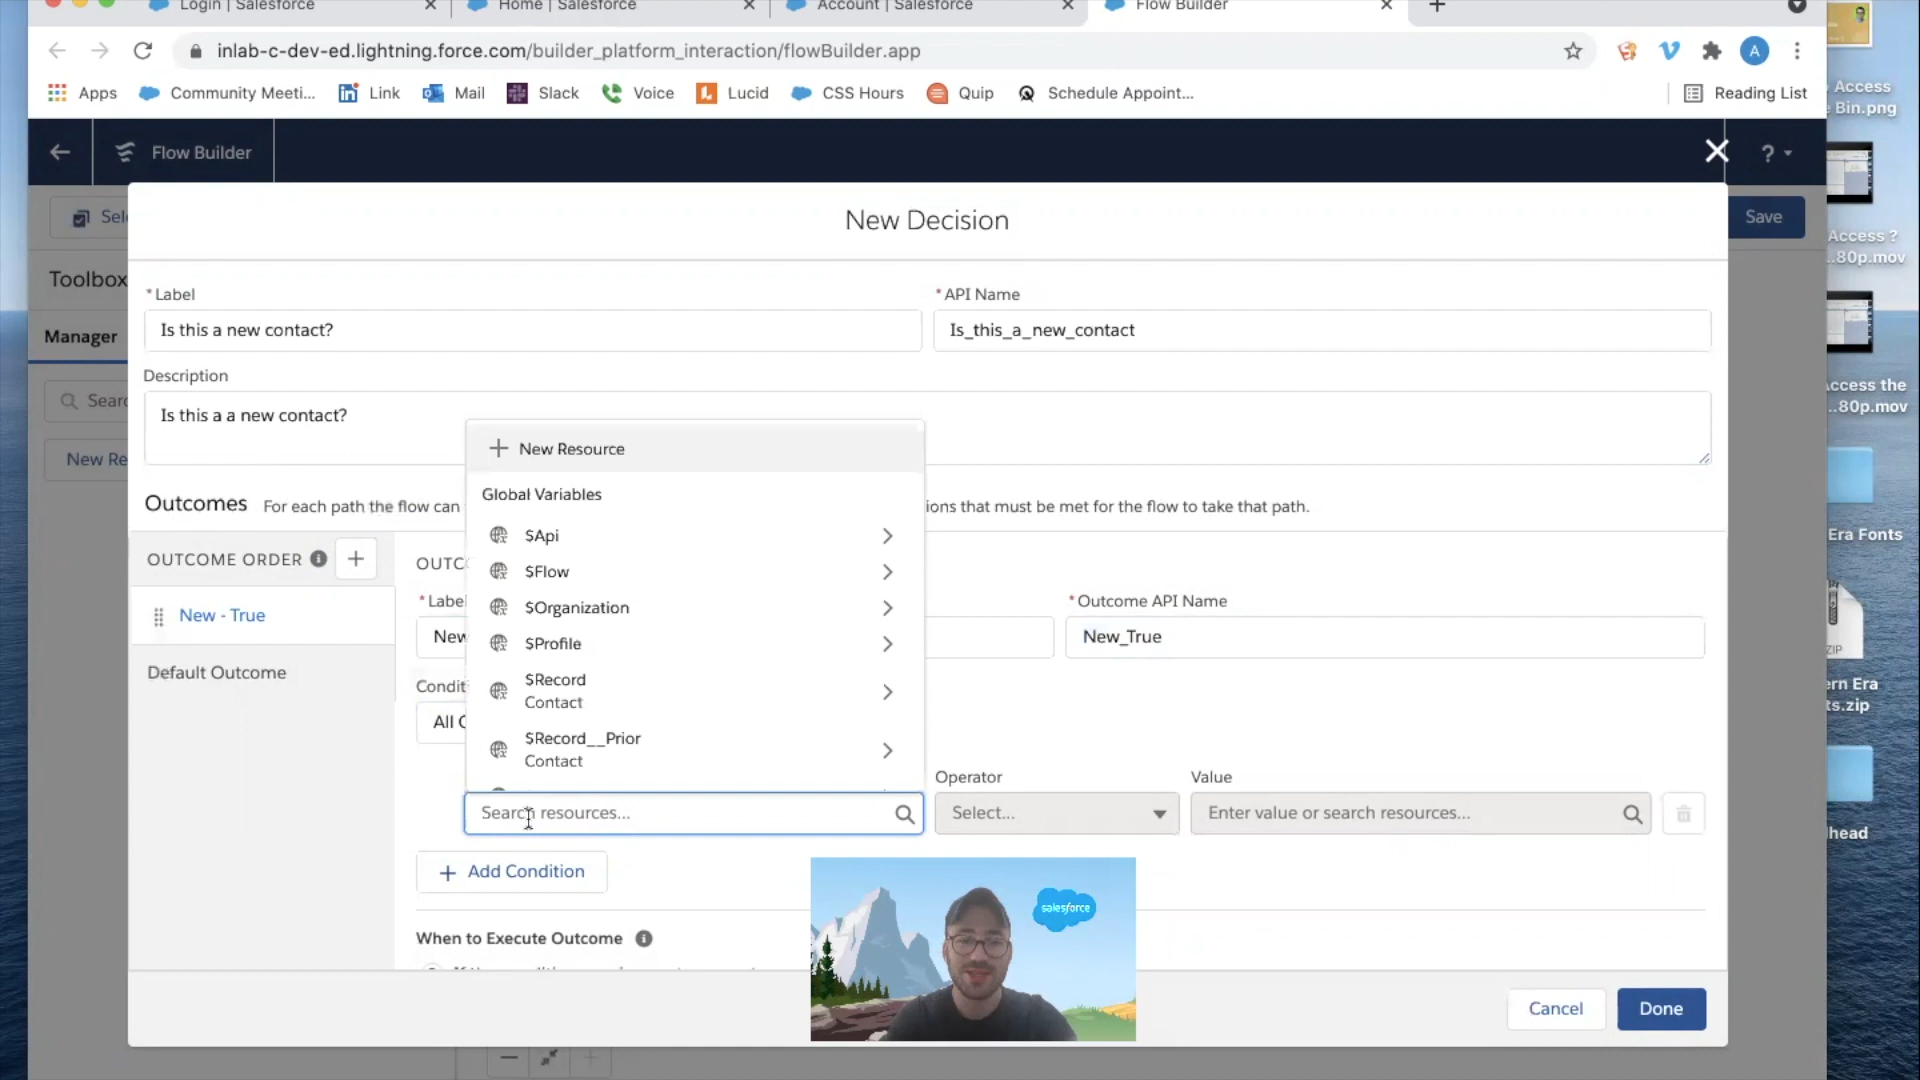 Login | Salesforce
Home | Salesforce
Account | Salesforce
Flow Builder
inlab-c-dev-ed.lightning.force.com/builder_platform_interaction/flowBuilder.app
A
Apps
Community Meeti...
Link
Mail
Slack
Voice
Lucid
CSS Hours
Quip
Schedule Appoint...
Reading List
Flow Builder
?
New Decision
Save
Toolbox
* Label
* API Name
Is this a new contact?
Is_this_a_new_contact
Manager
Description
Is this a a new contact?
New Re
New Resource
Global Variables
Outcomes
For each path the flow can
ions that must be met for the flow to take that path.
$Api
OUTCOME ORDER
OUTC
$Flow
* Label
$Organization
* Outcome API Name
New - True
New
$Profile
New_True
Default Outcome
$Record
Contact
$Record__Prior
Contact
Operator
Value
Search resources...
Select...
Enter value or search resources...
Add Condition
When to Execute Outcome
salesforce
Cancel
Done
Access
Bin.png
Access ?
..80p.mov
Access the
..80p.mov
Era Fonts
ZIP
ern Era
ts.zip
lhead